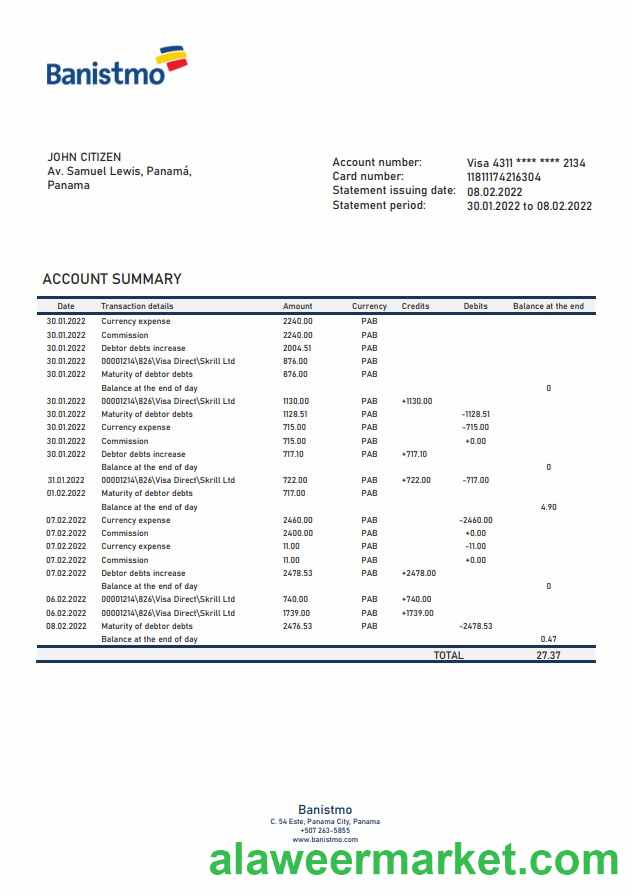 Banistmo
JOHN CITIZEN
Av. Samuel Lewis, Panamá,
Panama
Account number: Visa 4311 **** **** 2134
Card number: 11811174216304
Statement issuing date: 08.02.2022
Statement period: 30.01.2022 to 08.02.2022
ACCOUNT SUMMARY
Date Transaction details Amount Currency Credits Debits Balance at the end
30.01.2022 Currency expense 2240.00 PAB
30.01.2022 Commission 2240.00 PAB
30.01.2022 Debtor debts increase 2004.51 PAB
30.01.2022 00001214\826\Visa Direct\Skrill Ltd 876.00 PAB
30.01.2022 Maturity of debtor debts 876.00 PAB
Balance at the end of day 0
30.01.2022 00001214\826\Visa Direct\Skrill Ltd 1130.00 PAB +1130.00
30.01.2022 Maturity of debtor debts 1128.51 PAB -1128.51
30.01.2022 Currency expense 715.00 PAB -715.00
30.01.2022 Commission 715.00 PAB +0.00
30.01.2022 Debtor debts increase 717.10 PAB +717.10
Balance at the end of day 0
31.01.2022 00001214\826\Visa Direct\Skrill Ltd 722.00 PAB +722.00 -717.00
01.02.2022 Maturity of debtor debts 717.00 PAB
Balance at the end of day 4.90
07.02.2022 Currency expense 2460.00 PAB -2460.00
07.02.2022 Commission 2400.00 PAB +0.00
07.02.2022 Currency expense 11.00 PAB -11.00
07.02.2022 Commission 11.00 PAB +0.00
07.02.2022 Debtor debts increase 2478.53 PAB +2478.00
Balance at the end of day 0
06.02.2022 00001214\826\Visa Direct\Skrill Ltd 740.00 PAB +740.00
06.02.2022 00001214\826\Visa Direct\Skrill Ltd 1739.00 PAB +1739.00
08.02.2022 Maturity of debtor debts 2476.53 PAB -2478.53
Balance at the end of day 0.47
TOTAL 27.37
Banistmo
C. 54 Este, Panama City, Panama
+507 263-5855
www.banistmo.com
alaweermarket.com